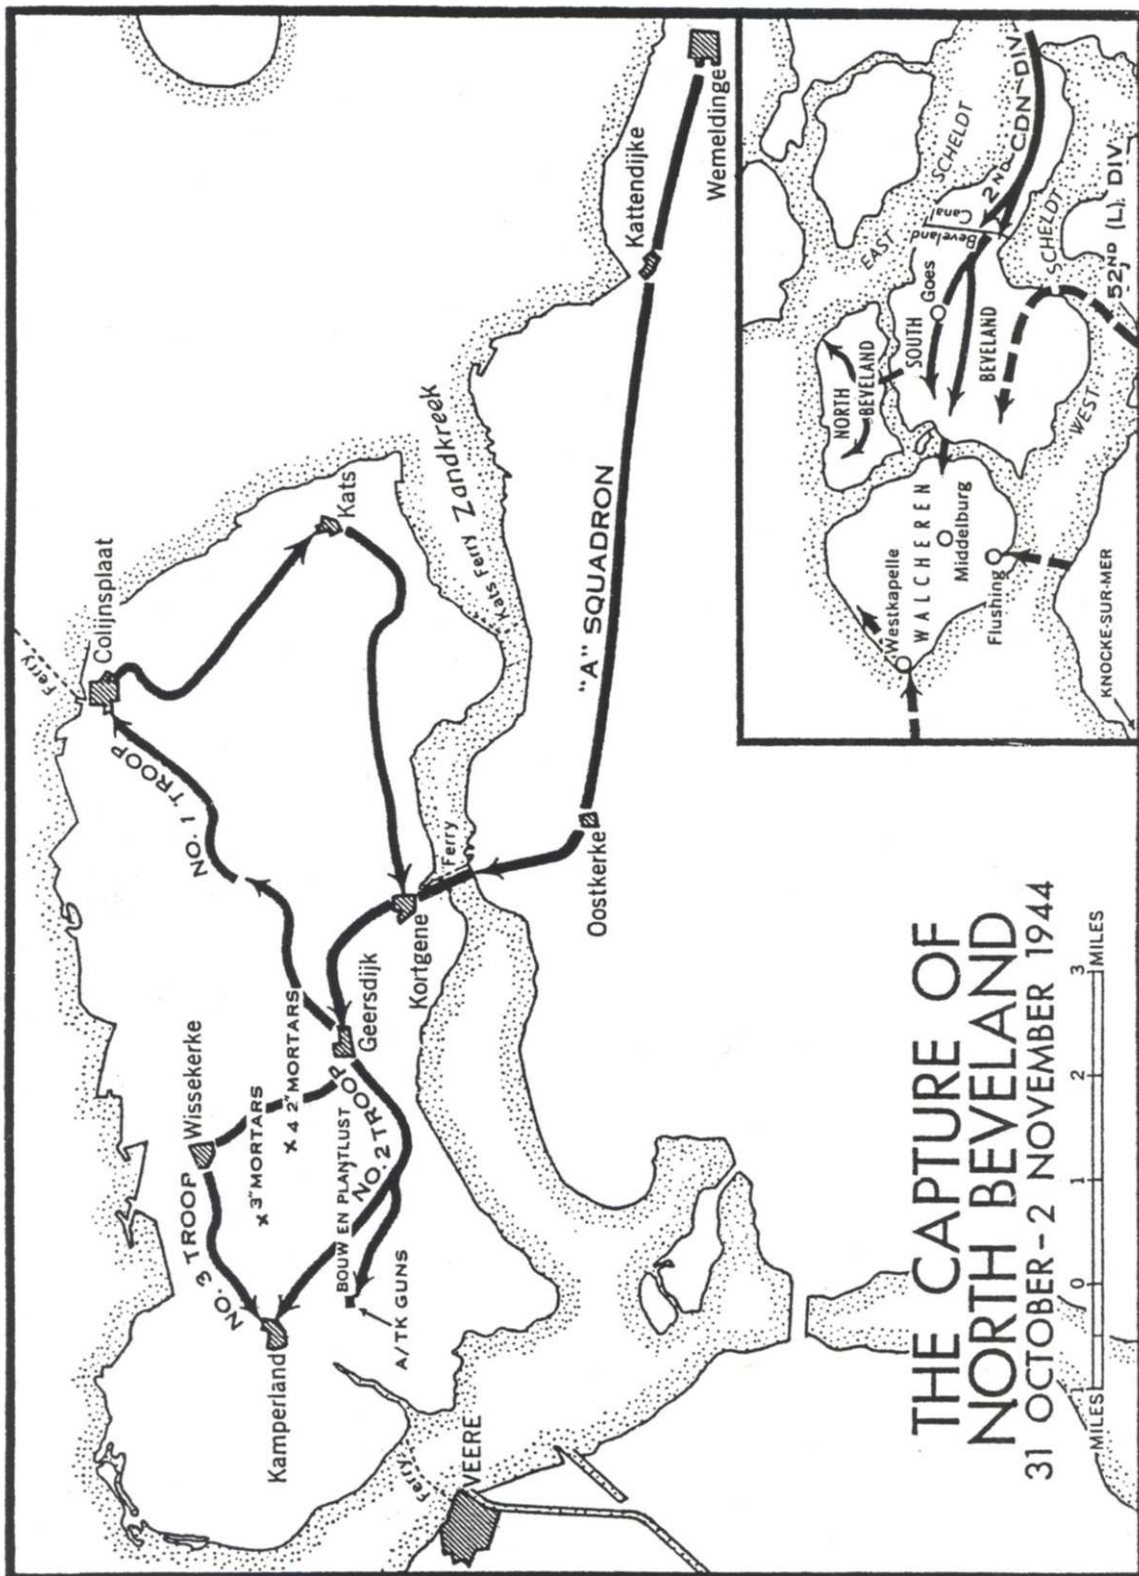 THE CAPTURE OF
NORTH BEVELAND
31 OCTOBER – 2 NOVEMBER 1944
MILES 1 0 1 2 3 MILES
Ferry
Colijnsplaat
NO. 1 TROOP
Kats
Wissekerke
NO. 3 TROOP
x 3" MORTARS
x 4 2" MORTARS
Kamperland
BOUW EN PLANTLUST
NO. 2 TROOP
Geersdijk
A/TK GUNS
Kortgene
Ferry
Kats Ferry
Zandkreek
Ferry
VEERE
Oostkerke
"A" SQUADRON
Kattendijke
Wemeldinge
EAST SCHELDT
NORTH
BEVELAND
Westkapelle
WALCHEREN
Middelburg
Flushing
SOUTH
BEVELAND
Goes
Beveland
Canal
2ND CDN DIV
WEST SCHELDT
52ND (L) DIV
KNOCKE-SUR-MER